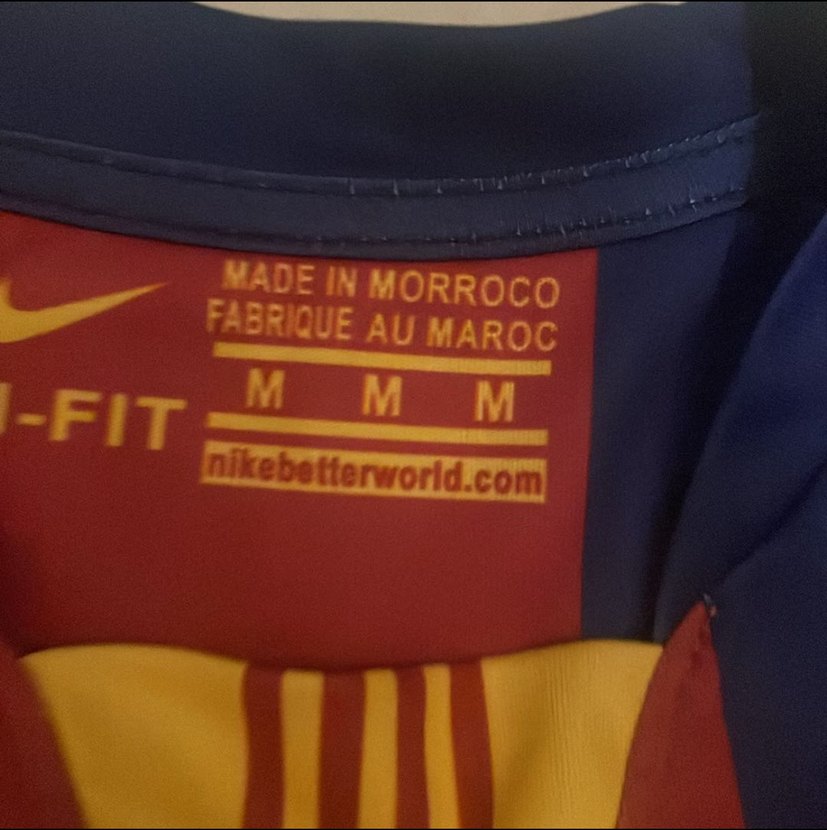 MADE IN MORROCO
FABRIQUE AU MAROC
M M M
-FIT
nikebetterworld.com